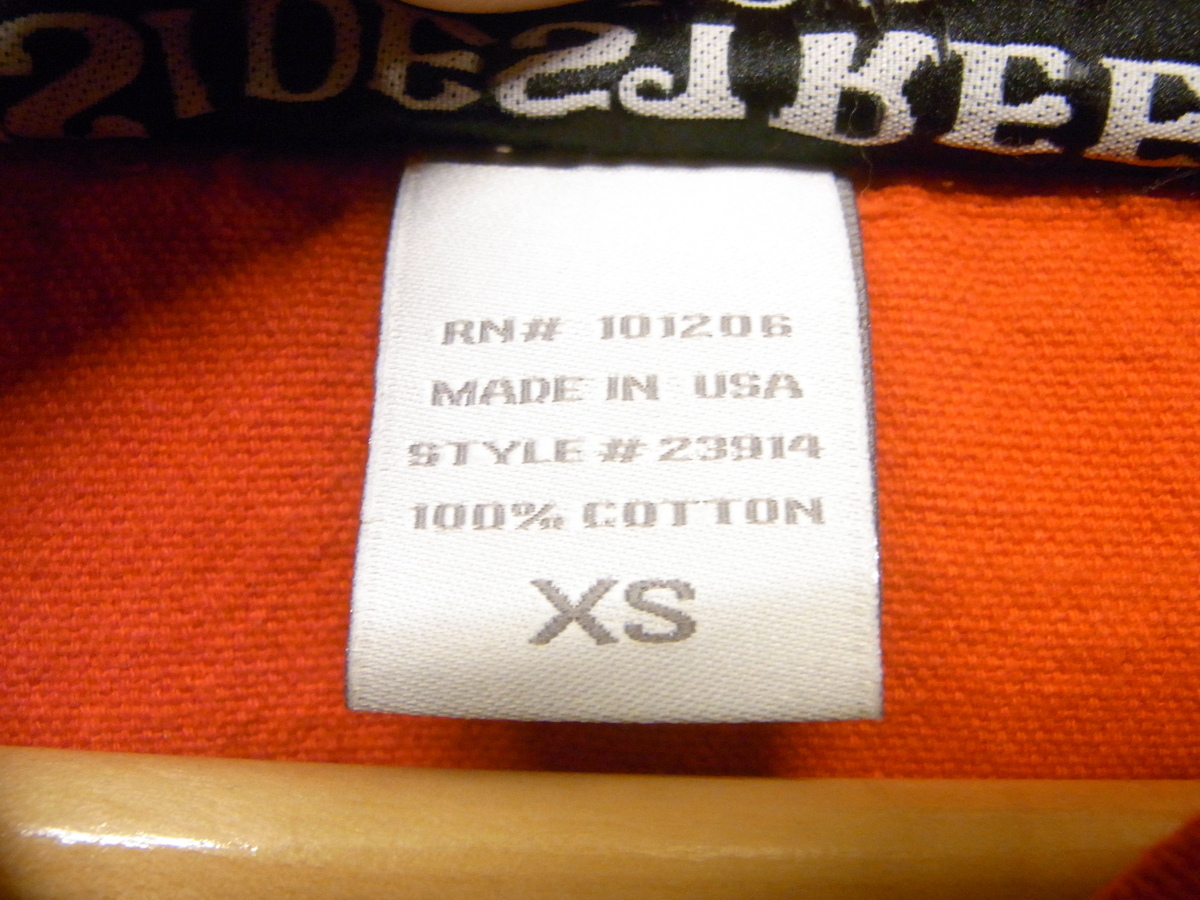 RN# 101206
MADE IN USA
STYLE # 23914
100% COTTON
XS